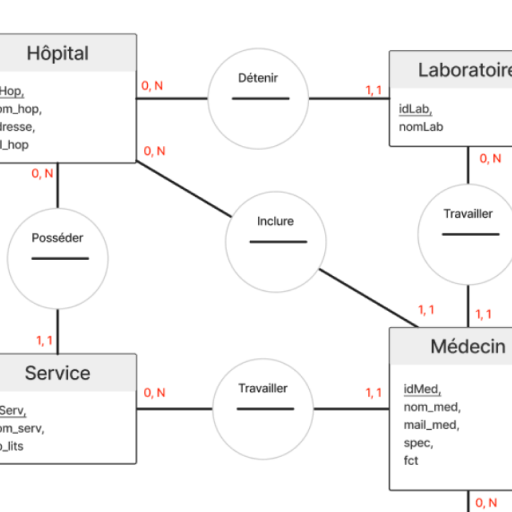 Hôpital
Hop,
om_hop,
dresse,
l_hop
0, N
Détenir
1, 1
Laboratoire
idLab,
nomLab
0, N
0, N
0, N
Posséder
Inclure
Travailler
1, 1
1, 1
1, 1
Service
Serv,
om_serv,
_lits
0, N
Travailler
1, 1
Médecin
idMed,
nom_med,
mail_med,
spec,
fct
0, N